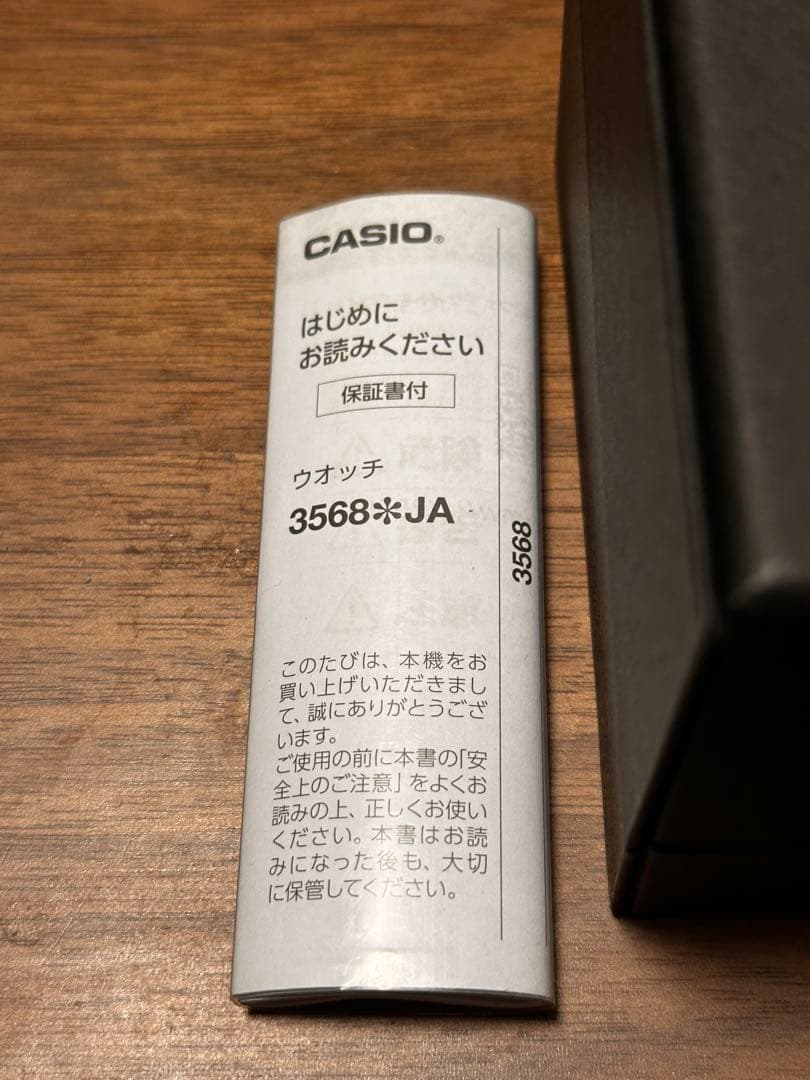 CASIO®
はじめに
お読みください
保証書付
ウオッチ
3568✽JA
3568
このたびは、本機をお
買い上げいただきまし
て、誠にありがとうござ
います。
ご使用の前に本書の「安
全上のご注意」をよくお
読みの上、正しくお使い
ください。本書はお読
みになった後も、大切
に保管してください。